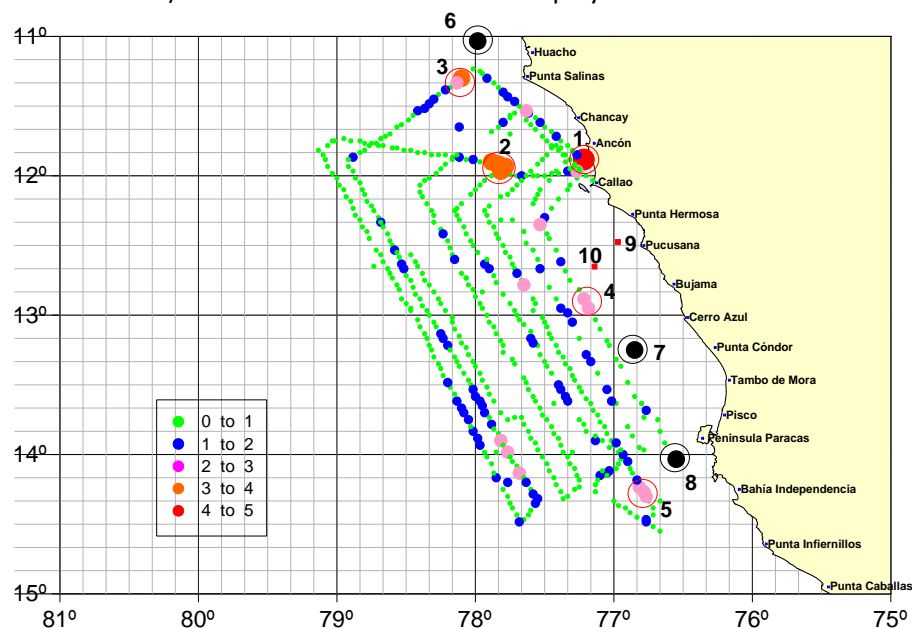 6
11º
Huacho
3
Punta Salinas
Chancay
1
Ancón
2
12º
Callao
Punta Hermosa
9
Pucusana
10
4
Bujama
13º
Cerro Azul
7
Punta Cóndor
Tambo de Mora
0 to 1
Pisco
1 to 2
Península Paracas
14º
2 to 3
8
3 to 4
Bahía Independencia
4 to 5
5
Punta Infiernillos
15º
Punta Caballas
81º 80º 79º 78º 77º 76º 75º